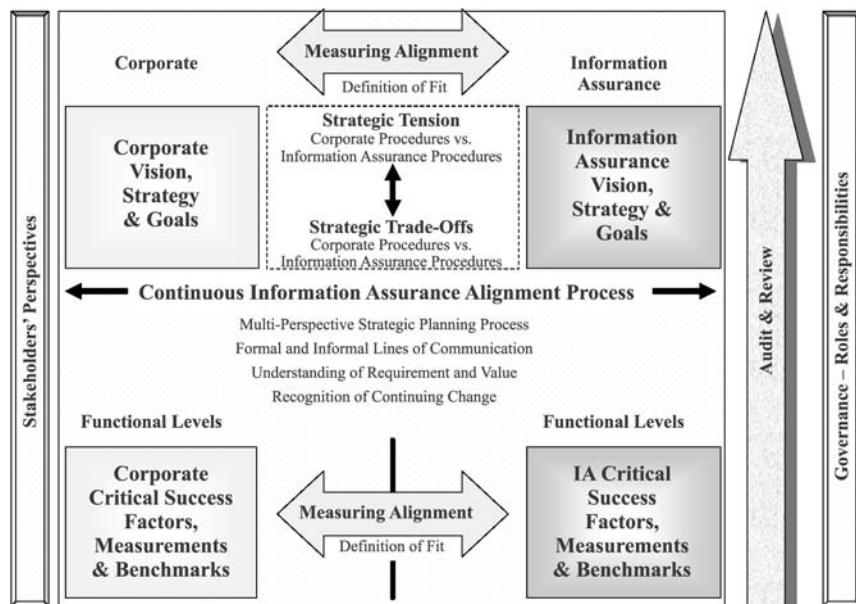 Measuring Alignment
Definition of Fit
Corporate
Information
Assurance
Corporate
Vision,
Strategy
& Goals
Strategic Tension
Corporate Procedures vs.
Information Assurance Procedures
Strategic Trade-Offs
Corporate Procedures vs.
Information Assurance Procedures
Information
Assurance
Vision,
Strategy &
Goals
Continuous Information Assurance Alignment Process
Multi-Perspective Strategic Planning Process
Formal and Informal Lines of Communication
Understanding of Requirement and Value
Recognition of Continuing Change
Functional Levels
Functional Levels
Corporate
Critical Success
Factors,
Measurements
& Benchmarks
Measuring Alignment
Definition of Fit
IA Critical
Success
Factors,
Measurements
& Benchmarks
Stakeholders’ Perspectives
Audit & Review
Governance – Roles & Responsibilities